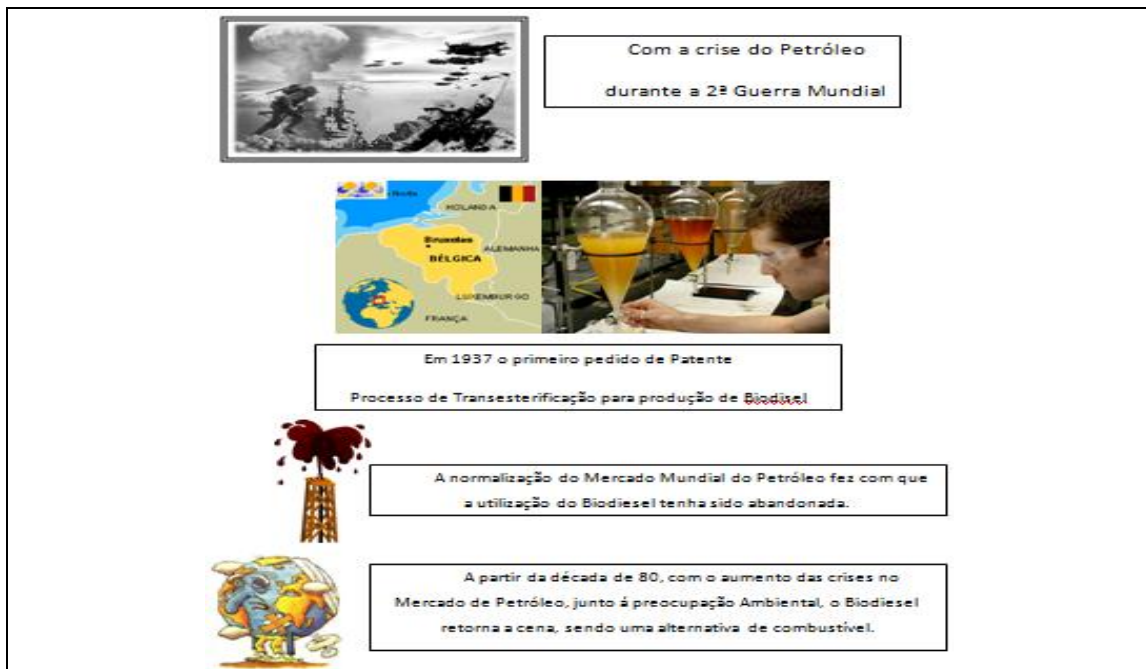 Com a crise do Petróleo
durante a 2ª Guerra Mundial
HOLANDA
Bruxelas
BÉLGICA
ALEMANHA
LUXEMBURGO
FRANÇA
Em 1937 o primeiro pedido de Patente
Processo de Transesterificação para produção de Biodisel
A normalização do Mercado Mundial do Petróleo fez com que
a utilização do Biodiesel tenha sido abandonada.
A partir da década de 80, com o aumento das crises no
Mercado de Petróleo, junto á preocupação Ambiental, o Biodiesel
retorna a cena, sendo uma alternativa de combustível.